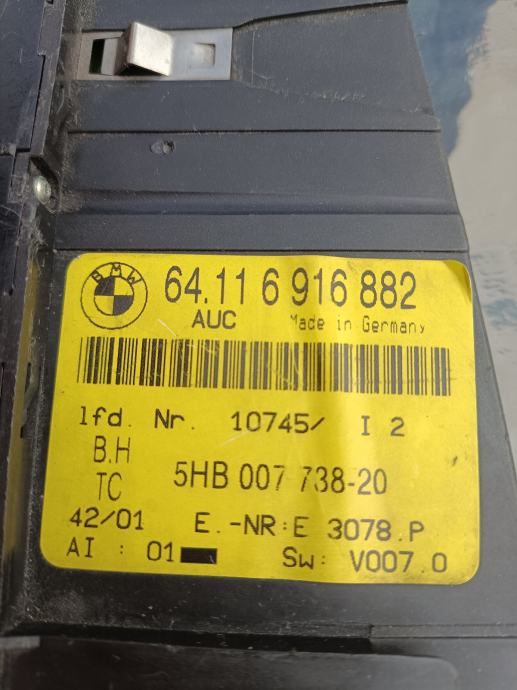 BMW
64.11 6 916 882
AUC Made in Germany
lfd. Nr. 10745/ I 2
B.H
TC 5HB 007 738-20
42/01 E.-NR:E 3078.P
AI : 01 Sw: V007.0